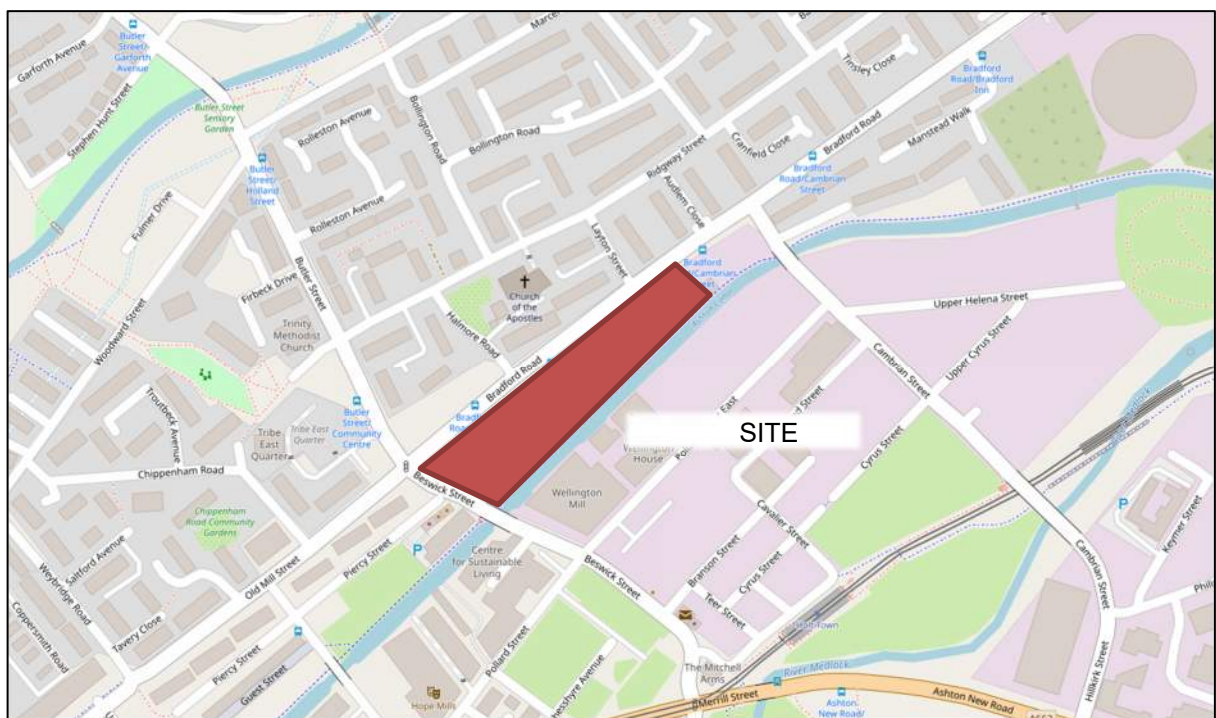 Butler
Street/
Garforth
Avenue
Garforth Avenue
Stephen Hunt Street
Butler Street
Sensory
Garden
Rolleston Avenue
Bollington Road
Bollington Road
Tinsley Close
Bradford
Road/Bradford
Inn
Manstead Walk
Cranfield Close
Bradford Road
Ridgway Street
Bradford
Road/Cambrian
Street
Audlem Close
Butler
Street/
Holland
Street
Fulmer Drive
Rolleston Avenue
Butler Street
Layton Street
Bradford
Firbeck Drive
Woodward Street
Church
of the
Apostles
Halmore Road
Trinity
Methodist
Church
Bradford Road
Upper Helena Street
Cambrian Street
Upper Cyrus Street
Troutbeck Avenue
Butler
Street/
Community
Centre
Tribe
East
Quarter
Tribe East
Quarter
Chippenham Road
SITE
House
Cyrus Street
Beswick Street
Wellington
Mill
Chippenham
Road Community
Gardens
Old Mill Street
Piercy Street
P
Centre
for Sustainable
Living
Cavalier Street
Branson Street
Cyrus Street
Teer Street
Beswick Street
P
Keymer Street
Cambrian Street
Saltford Avenue
Weybridge Road
Coppersmith Road
Tavery Close
Piercy Street
Guest Street
Pollard Street
Hope Mills
The Mitchell
Arms
River Medlock
Merrill Street
Ashton New Road
Ashton
New Road/
Hillkirk Street